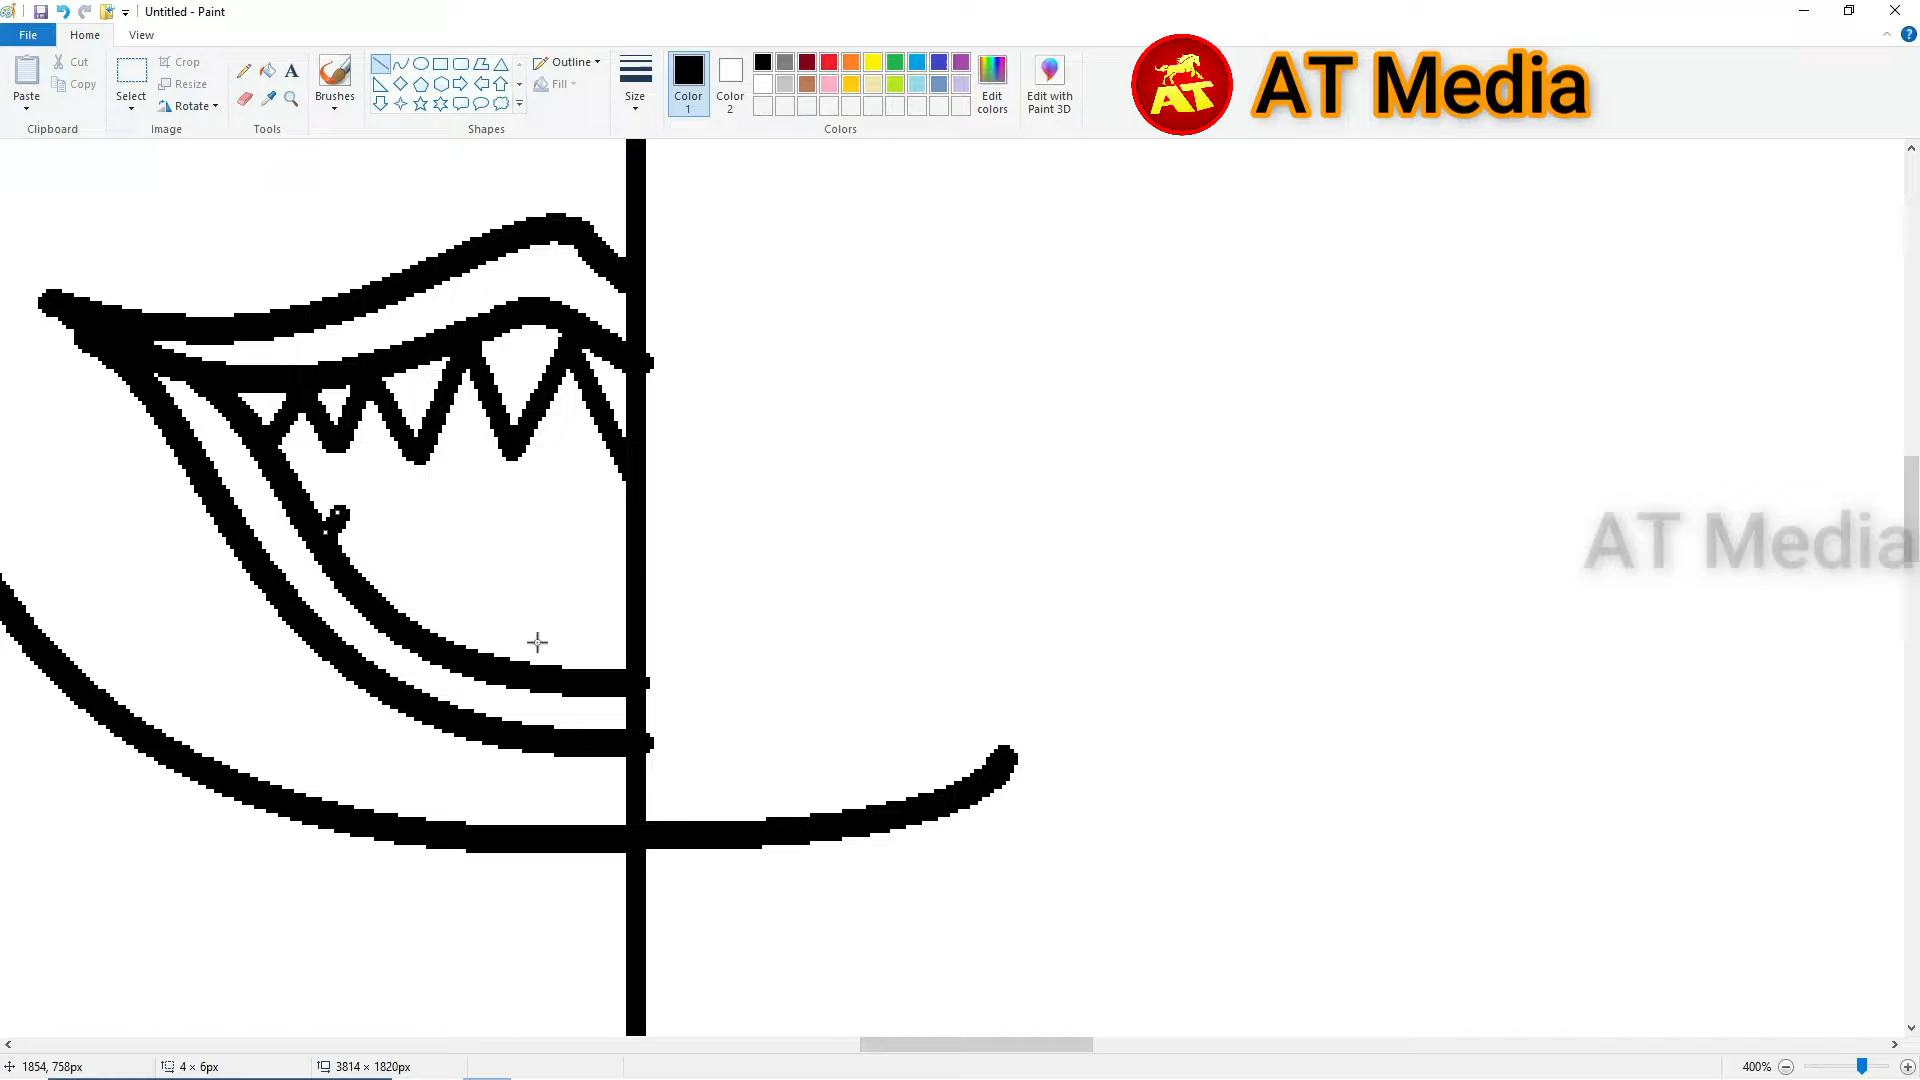 Untitled - Paint
File Home View
Cut
Copy
Paste
Clipboard
Crop
Resize
Rotate
Select
Image
A
Tools
Brushes
Outline
Fill
Shapes
Size
Color 1
Color 2
Edit colors
Colors
Edit with Paint 3D
AT
AT Media
AT Media
1854, 758px
4 × 6px
3814 × 1820px
400%